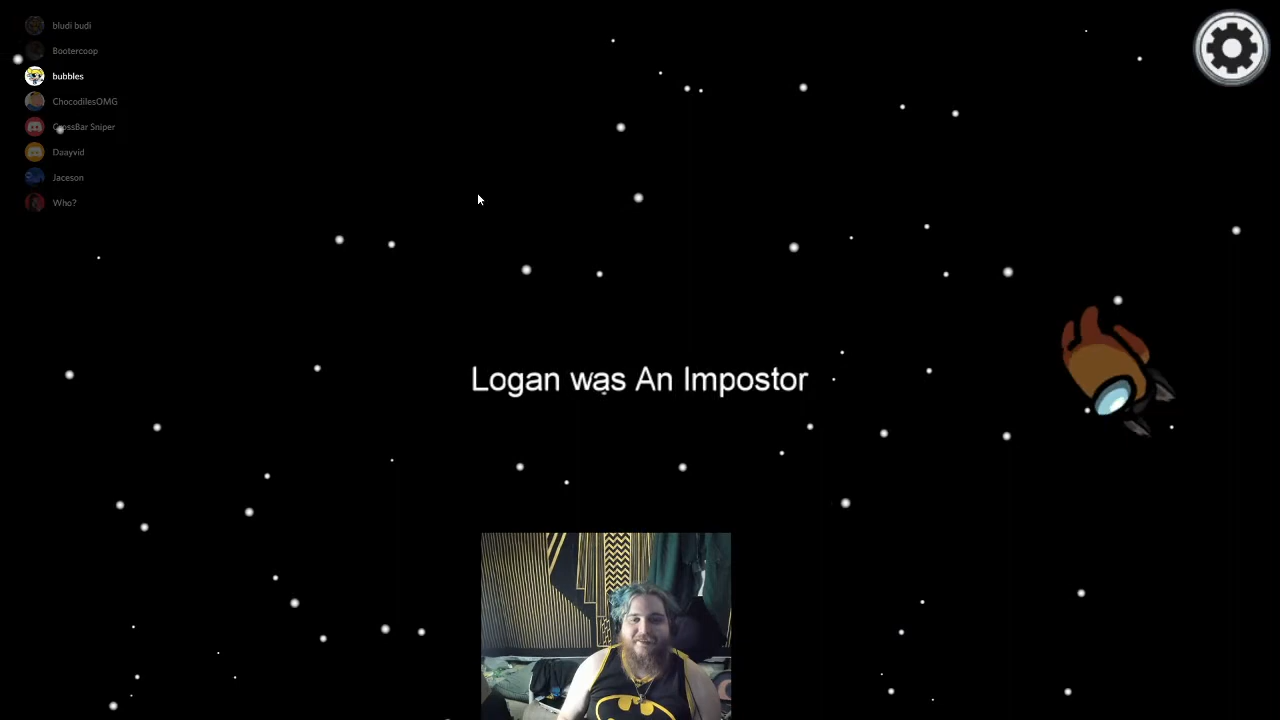 bludi budi
Bootercoop
bubbles
ChocodilesOMG
CrossBar Sniper
Daayvid
Jaceson
Who?
Logan was An Impostor